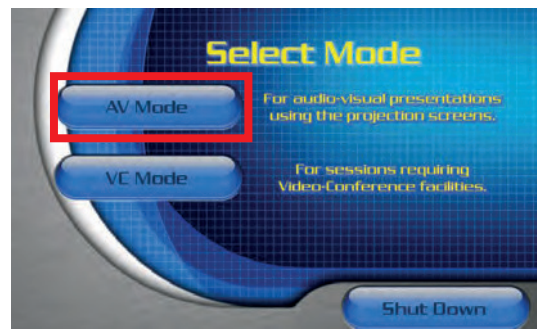 Select Mode
AV Mode
For audio-visual presentations
using the projection screens.
VC Mode
For sessions requiring
Video-Conference facilities.
Shut Down